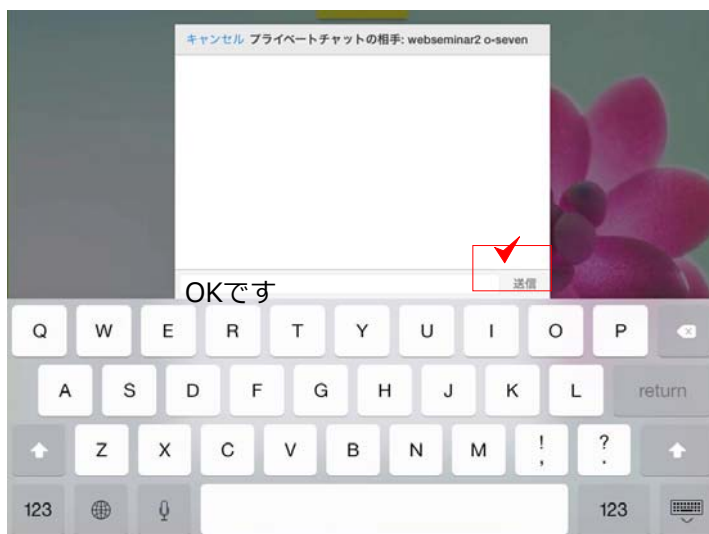 キャンセル プライベートチャットの相手: webseminar2 o-seven
OKです 送信
Q W E R T Y U I O P
A S D F G H J K L return
Z X C V B N M ! , ? .
123 123